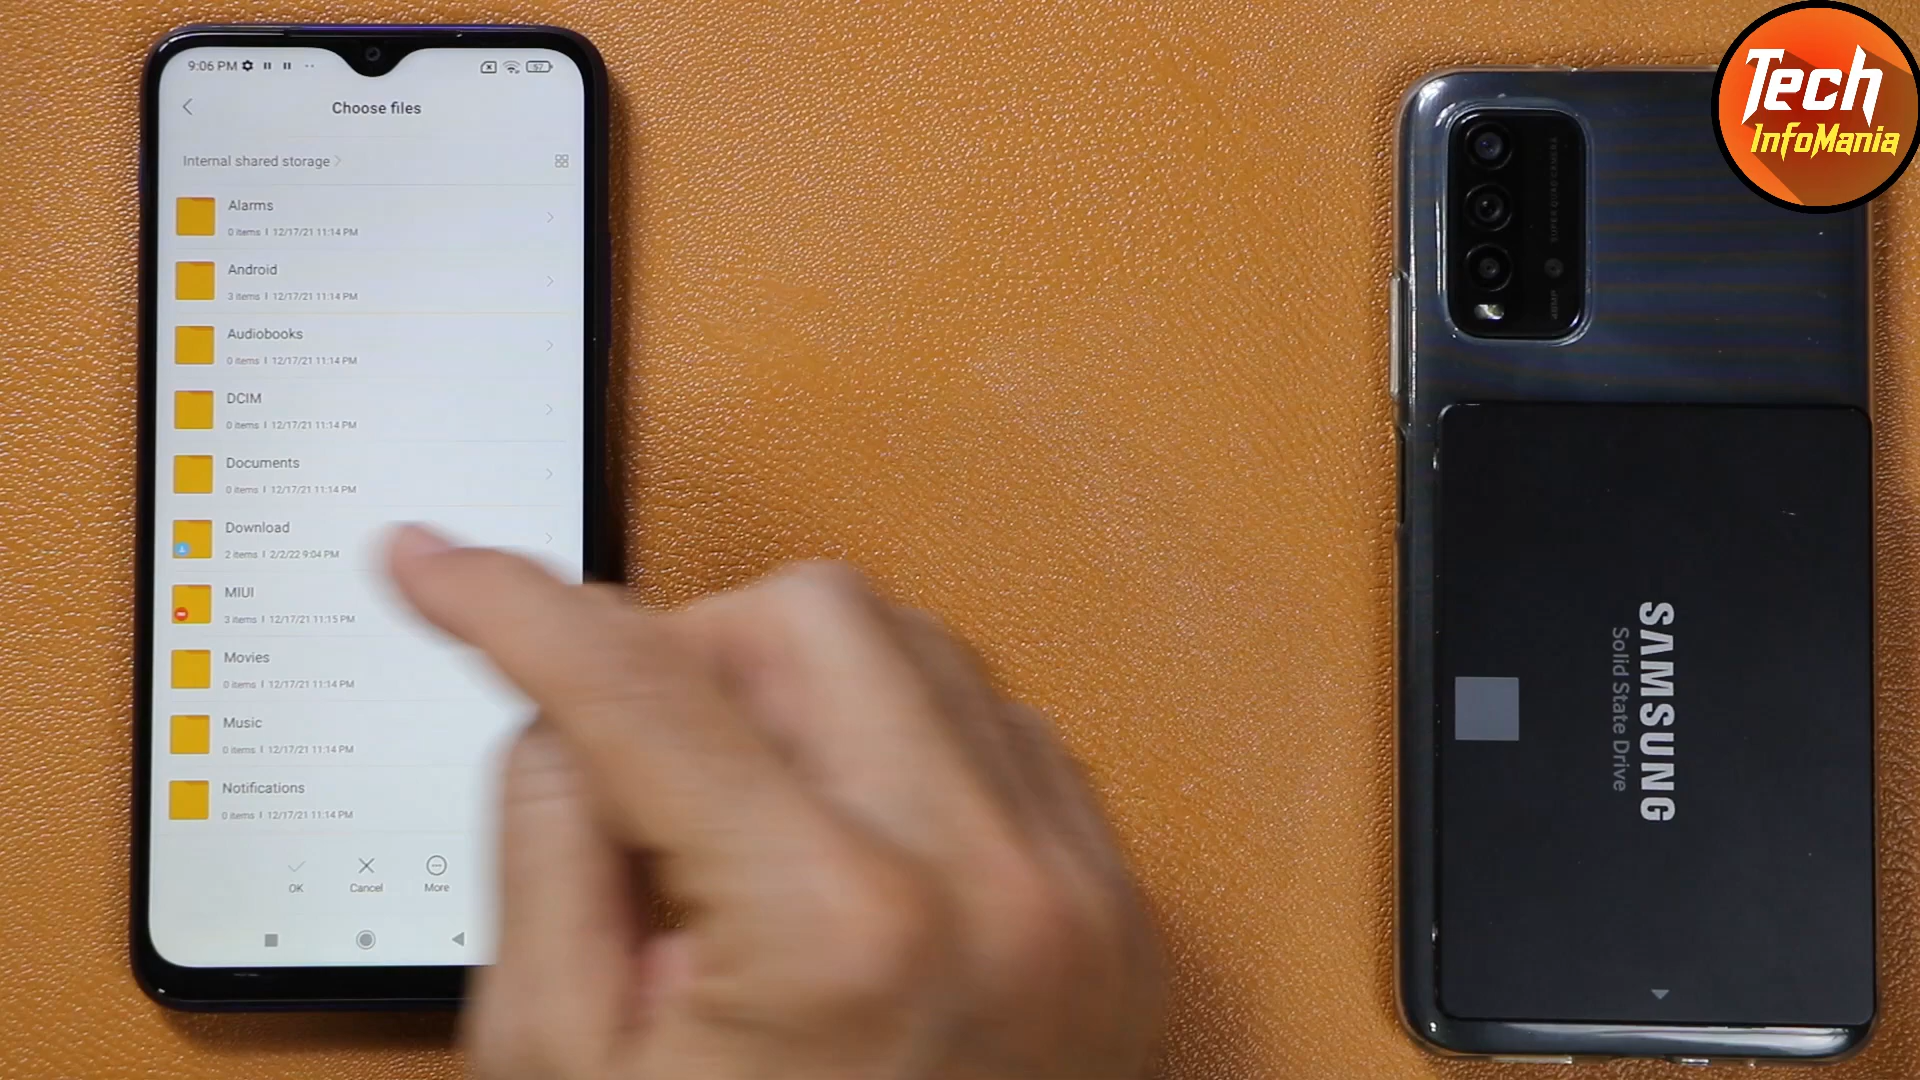 9:06 PM
57
Choose files
Internal shared storage
Alarms
0 items | 12/17/21 11:14 PM
Android
3 items | 12/17/21 11:14 PM
Audiobooks
0 items | 12/17/21 11:14 PM
DCIM
0 items | 12/17/21 11:14 PM
Documents
0 items | 12/17/21 11:14 PM
Download
2 items | 2/2/22 9:04 PM
MIUI
3 items | 12/17/21 11:15 PM
Movies
0 items | 12/17/21 11:14 PM
Music
0 items | 12/17/21 11:14 PM
Notifications
0 items | 12/17/21 11:14 PM
OK
Cancel
More
Tech
InfoMania
SUPER QUAD CAMERA
48MP
SAMSUNG
Solid State Drive